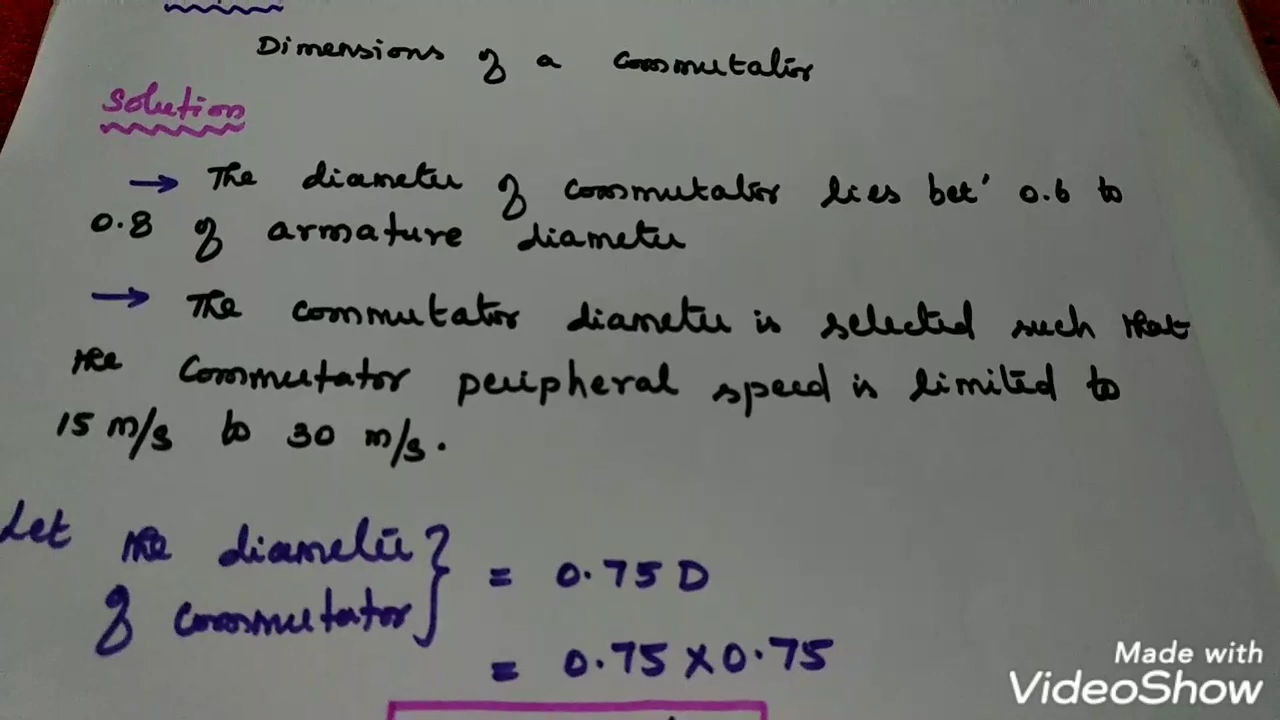 Dimensions of a commutator
Solution
→ The diameter of commutator lies bet' 0.6 to
0.8 of armature diameter
→ The commutator diameter is selected such that
the commutator peripheral speed is limited to
15 m/s to 30 m/s.
Let the diameter } = 0.75 D
of commutator
= 0.75 × 0.75
Made with
VideoShow